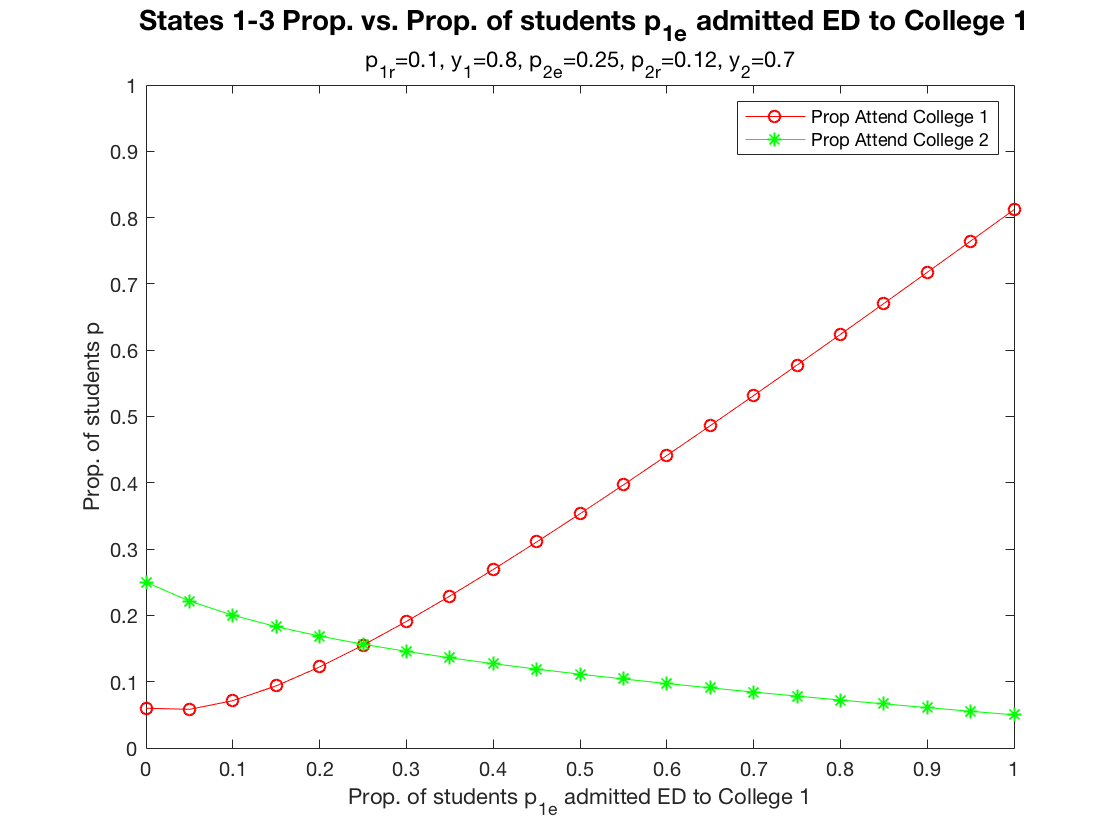 States 1-3 Prop. vs. Prop. of students p1e admitted ED to College 1
p1r=0.1, y1=0.8, p2e=0.25, p2r=0.12, y2=0.7
Prop Attend College 1
Prop Attend College 2
Prop. of students p
1
0.9
0.8
0.7
0.6
0.5
0.4
0.3
0.2
0.1
0
0 0.1 0.2 0.3 0.4 0.5 0.6 0.7 0.8 0.9 1
Prop. of students p1e admitted ED to College 1